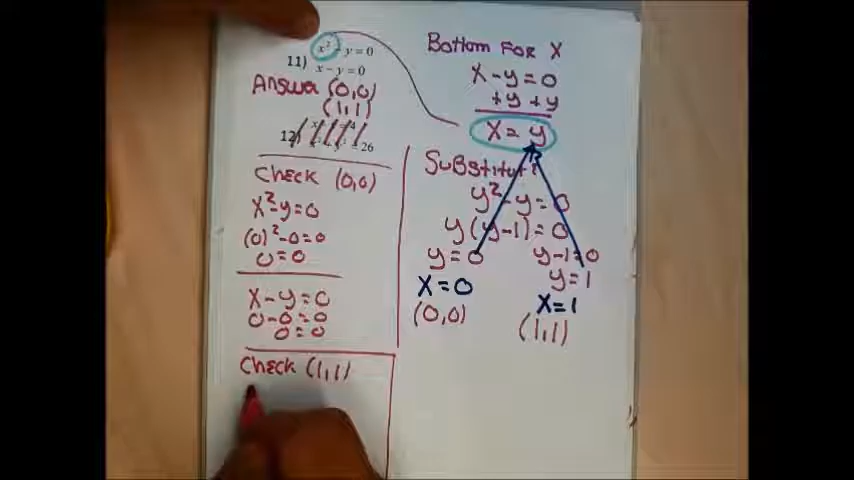 11) x² - y = 0
x - y = 0
Answer (0,0)
(1,1)
12)
= 26
Check (0,0)
x²-y=0
(0)²-0=0
0=0
x-y=0
0-0=0
0=0
Check (1,1)
Bottom For X
x-y=0
+y +y
x=y
Substitute
y²-y=0
y(y-1)=0
y=0 y-1=0
y=1
x=0 x=1
(0,0) (1,1)